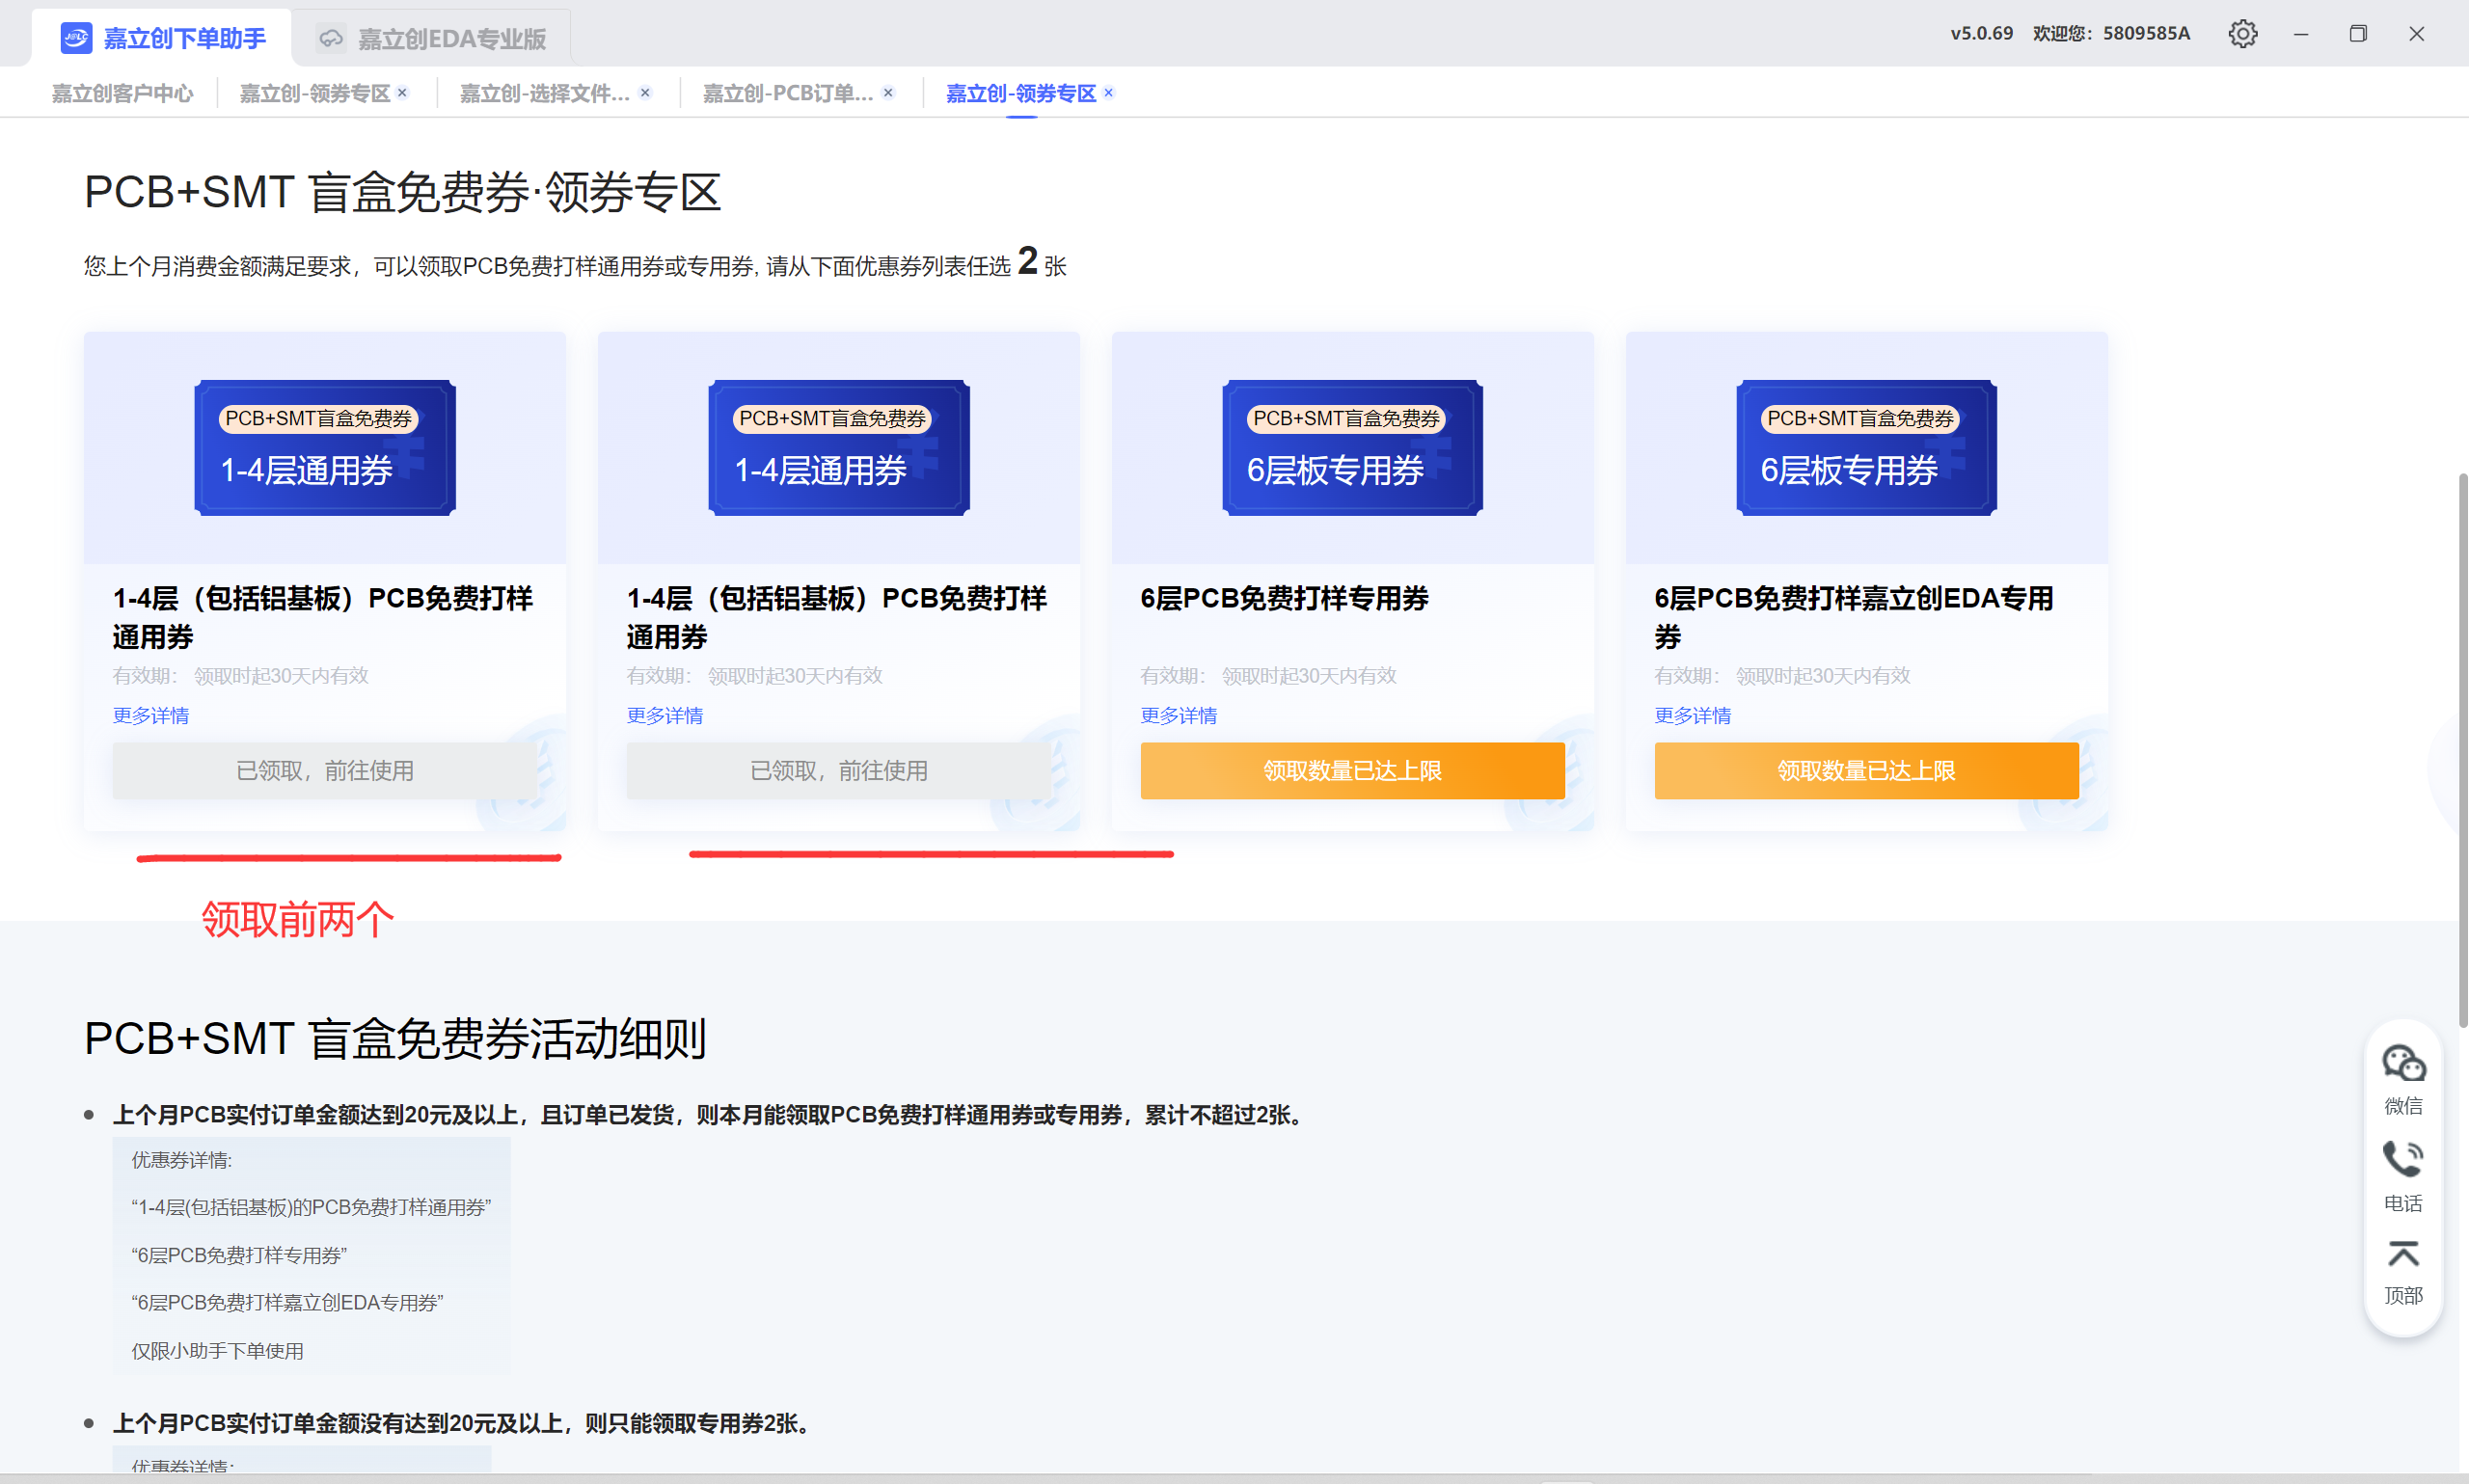 嘉立创下单助手
嘉立创EDA专业版
v5.0.69 欢迎您：5809585A
嘉立创客户中心
嘉立创-领券专区
嘉立创-选择文件...
嘉立创-PCB订单...
嘉立创-领券专区
PCB+SMT 盲盒免费券·领券专区
您上个月消费金额满足要求，可以领取PCB免费打样通用券或专用券, 请从下面优惠券列表任选 2 张
PCB+SMT盲盒免费券
1-4层通用券
1-4层（包括铝基板）PCB免费打样
通用券
有效期： 领取时起30天内有效
更多详情
已领取，前往使用
PCB+SMT盲盒免费券
1-4层通用券
1-4层（包括铝基板）PCB免费打样
通用券
有效期： 领取时起30天内有效
更多详情
已领取，前往使用
PCB+SMT盲盒免费券
6层板专用券
6层PCB免费打样专用券
有效期： 领取时起30天内有效
更多详情
领取数量已达上限
PCB+SMT盲盒免费券
6层板专用券
6层PCB免费打样嘉立创EDA专用
券
有效期： 领取时起30天内有效
更多详情
领取数量已达上限
领取前两个
PCB+SMT 盲盒免费券活动细则
上个月PCB实付订单金额达到20元及以上，且订单已发货，则本月能领取PCB免费打样通用券或专用券，累计不超过2张。
优惠券详情:
“1-4层(包括铝基板)的PCB免费打样通用券”
“6层PCB免费打样专用券”
“6层PCB免费打样嘉立创EDA专用券”
仅限小助手下单使用
上个月PCB实付订单金额没有达到20元及以上，则只能领取专用券2张。
优惠券详情:
微信
电话
顶部